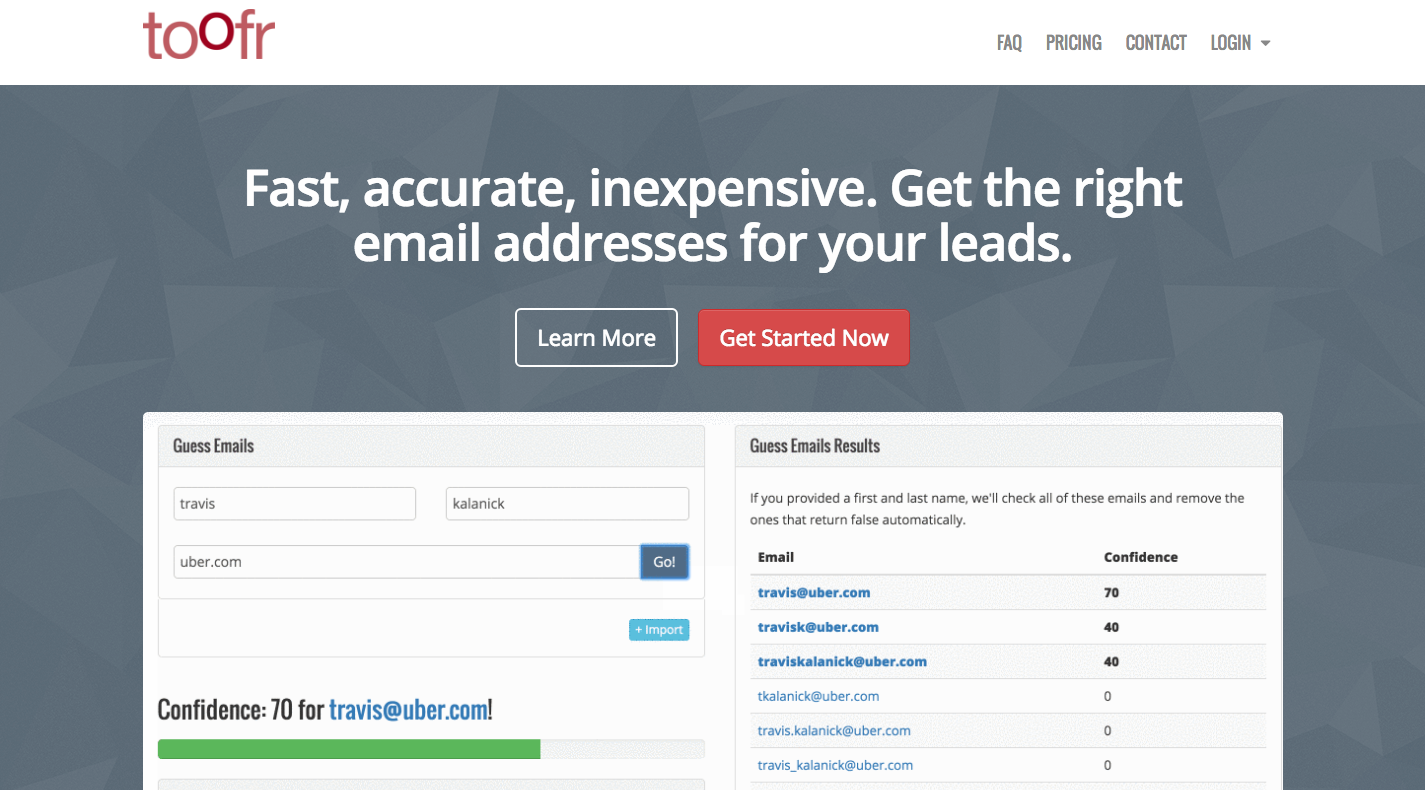 toofr
FAQ PRICING CONTACT LOGIN
Fast, accurate, inexpensive. Get the right
email addresses for your leads.
Learn More Get Started Now
Guess Emails
travis kalanick
uber.com Go!
+ Import
Confidence: 70 for travis@uber.com!
Guess Emails Results
If you provided a first and last name, we'll check all of these emails and remove the
ones that return false automatically.
Email Confidence
travis@uber.com 70
travisk@uber.com 40
traviskalanick@uber.com 40
tkalanick@uber.com 0
travis.kalanick@uber.com 0
travis_kalanick@uber.com 0